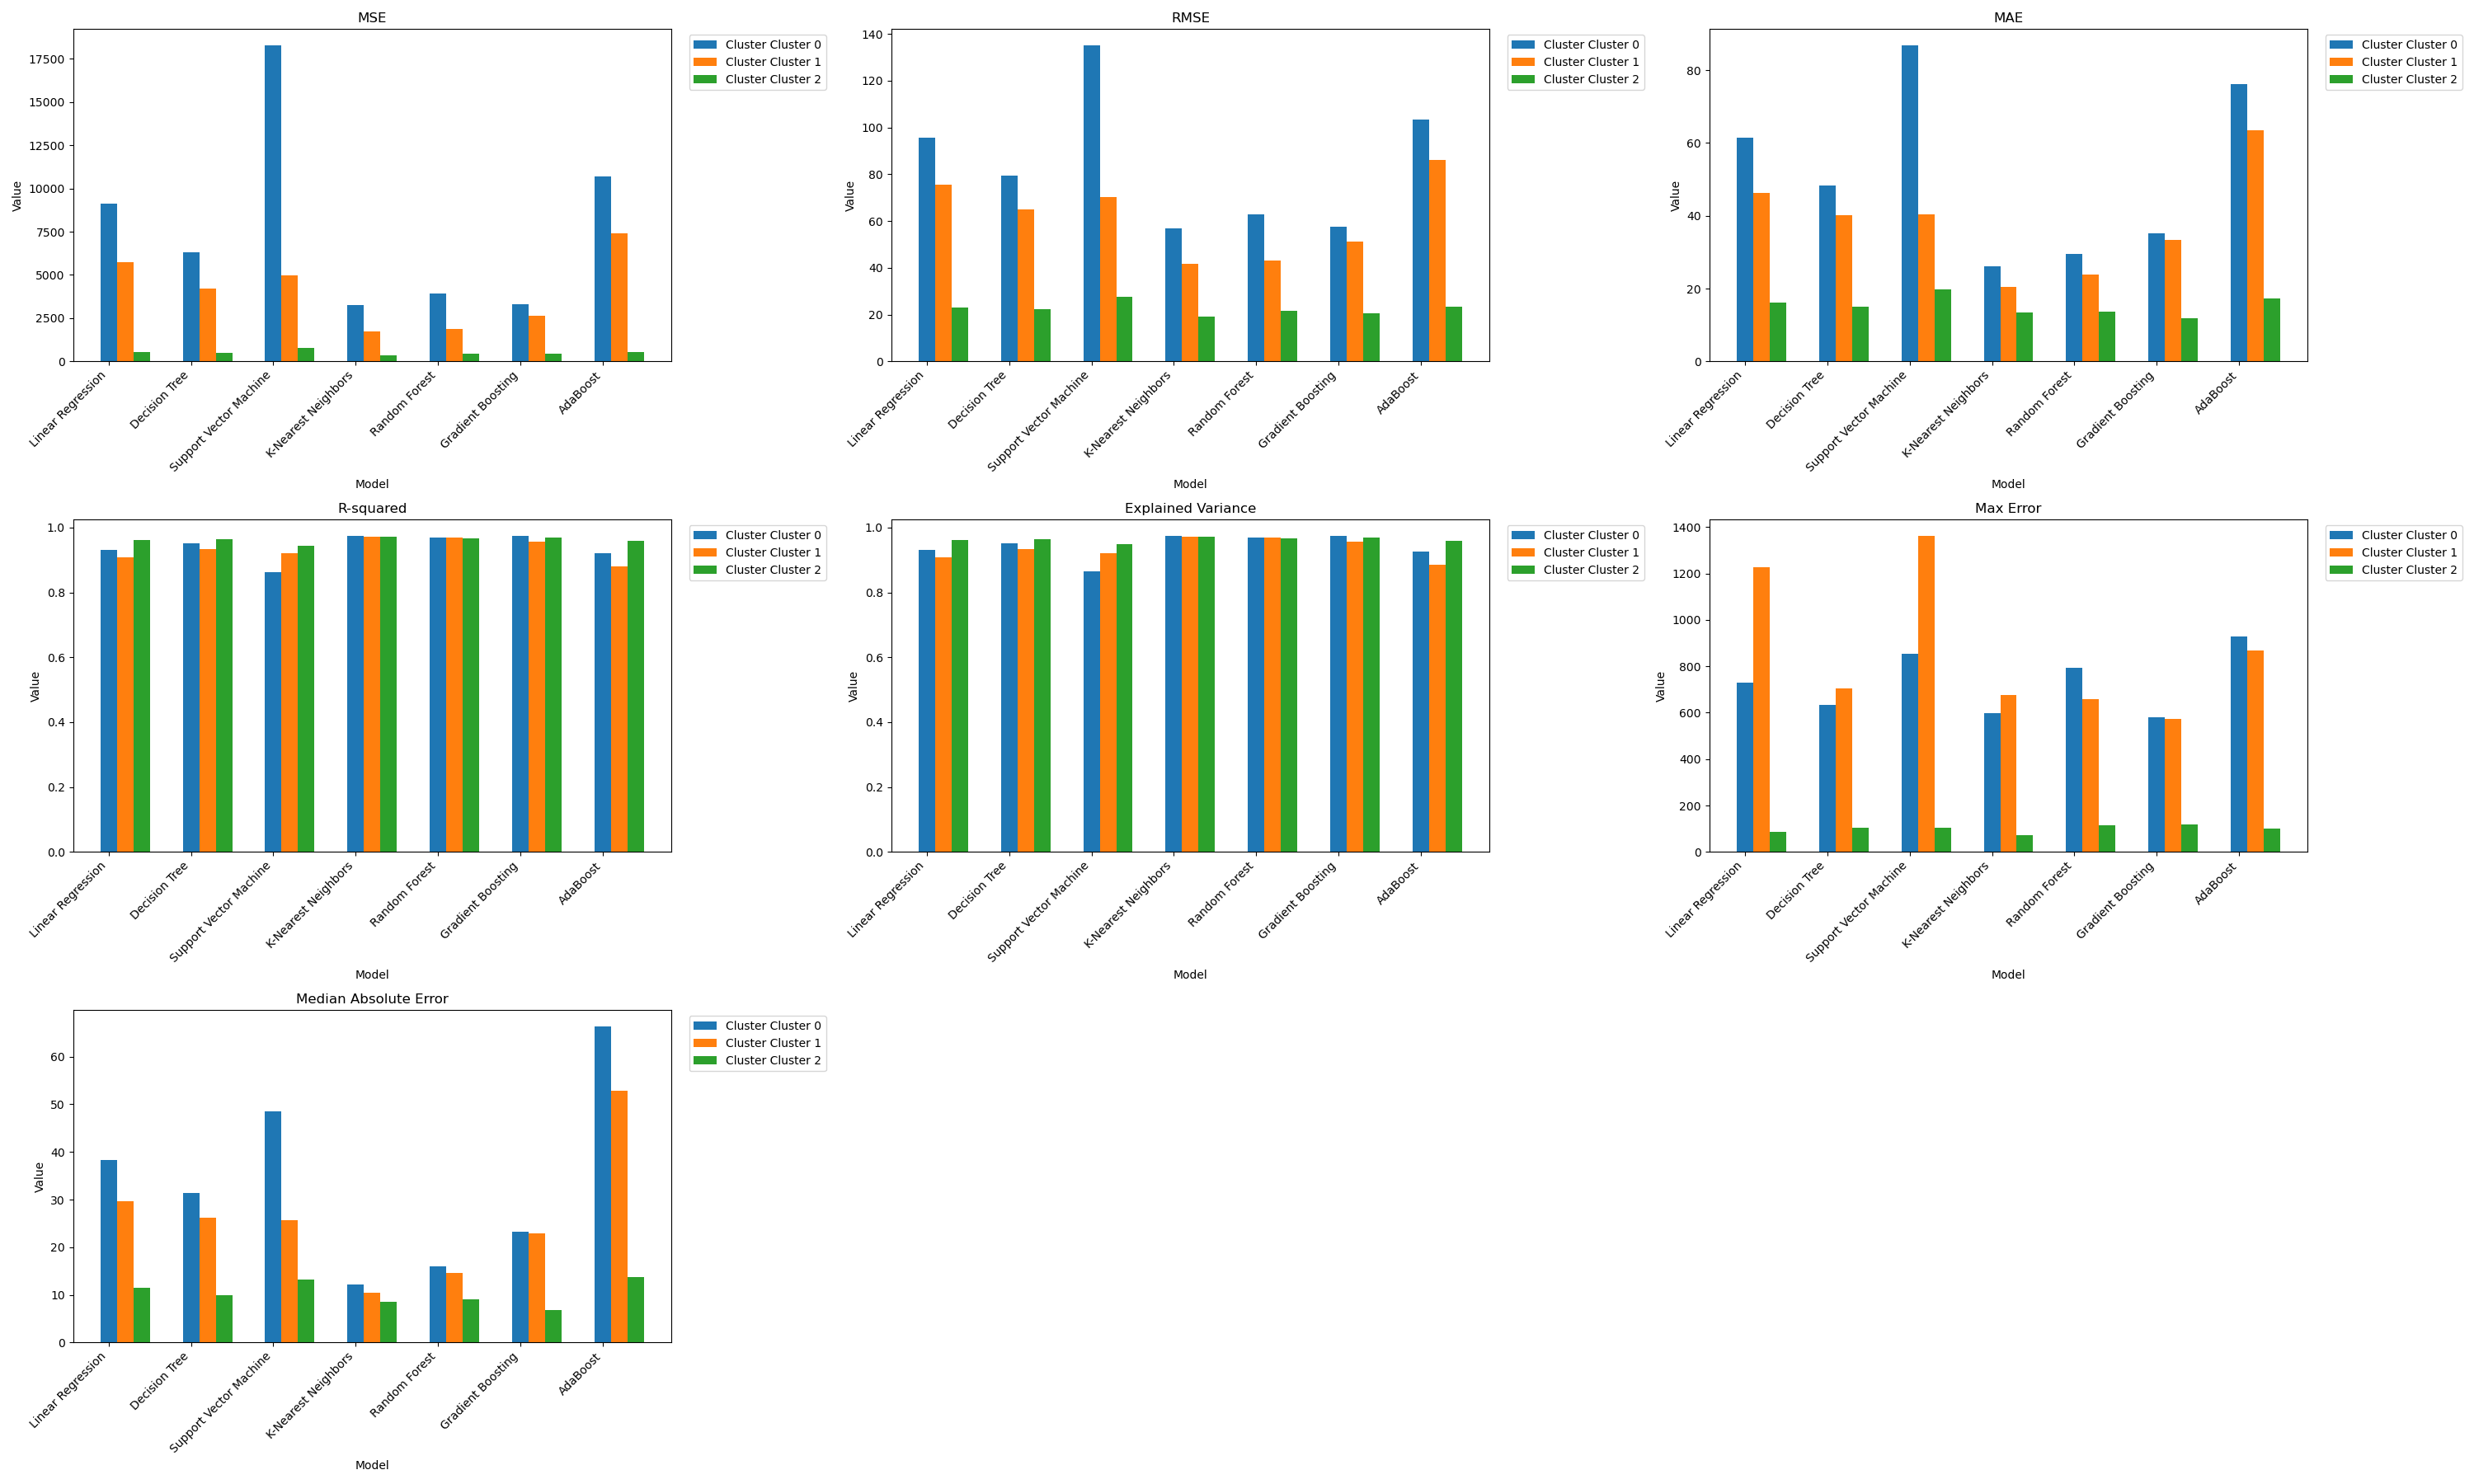 MSE
Value
17500
15000
12500
10000
7500
5000
2500
0
Linear Regression
Decision Tree
Support Vector Machine
K-Nearest Neighbors
Random Forest
Gradient Boosting
AdaBoost
Model
Cluster Cluster 0
Cluster Cluster 1
Cluster Cluster 2
RMSE
Value
140
120
100
80
60
40
20
0
Linear Regression
Decision Tree
Support Vector Machine
K-Nearest Neighbors
Random Forest
Gradient Boosting
AdaBoost
Model
Cluster Cluster 0
Cluster Cluster 1
Cluster Cluster 2
MAE
Value
80
60
40
20
0
Linear Regression
Decision Tree
Support Vector Machine
K-Nearest Neighbors
Random Forest
Gradient Boosting
AdaBoost
Model
Cluster Cluster 0
Cluster Cluster 1
Cluster Cluster 2
R-squared
Value
1.0
0.8
0.6
0.4
0.2
0.0
Linear Regression
Decision Tree
Support Vector Machine
K-Nearest Neighbors
Random Forest
Gradient Boosting
AdaBoost
Model
Cluster Cluster 0
Cluster Cluster 1
Cluster Cluster 2
Explained Variance
Value
1.0
0.8
0.6
0.4
0.2
0.0
Linear Regression
Decision Tree
Support Vector Machine
K-Nearest Neighbors
Random Forest
Gradient Boosting
AdaBoost
Model
Cluster Cluster 0
Cluster Cluster 1
Cluster Cluster 2
Max Error
Value
1400
1200
1000
800
600
400
200
0
Linear Regression
Decision Tree
Support Vector Machine
K-Nearest Neighbors
Random Forest
Gradient Boosting
AdaBoost
Model
Cluster Cluster 0
Cluster Cluster 1
Cluster Cluster 2
Median Absolute Error
Value
60
50
40
30
20
10
0
Linear Regression
Decision Tree
Support Vector Machine
K-Nearest Neighbors
Random Forest
Gradient Boosting
AdaBoost
Model
Cluster Cluster 0
Cluster Cluster 1
Cluster Cluster 2